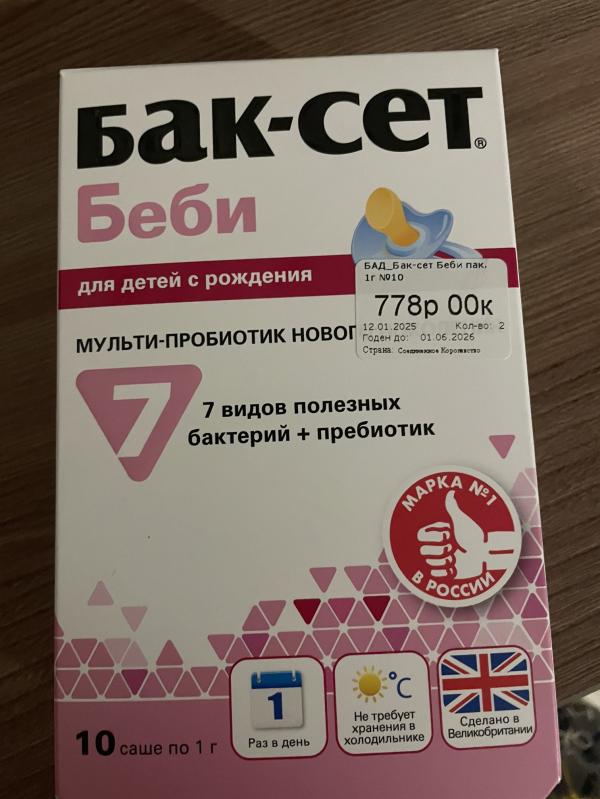 Бак-сет®
Беби
для детей с рождения
БАД_Бак-сет Беби пак.
1г №10
778р 00к
12.01.2025 Кол-во: 2
Годен до: 01.06.2026
Страна: Соединенное Королевство
МУЛЬТИ-ПРОБИОТИК
7
7 видов полезных
бактерий + пребиотик
МАРКА №1
В РОССИИ
10 саше по 1 г
1
Раз в день
°C
Не требует
хранения в
холодильнике
Сделано в
Великобритании